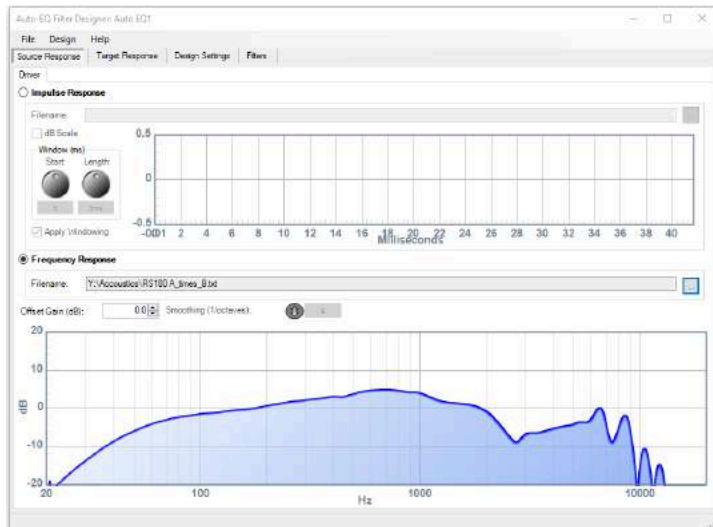 Auto-EQ Filter Designer: Auto EQ1
File Design Help
Source Response Target Response Design Settings Filters
Driver
Impulse Response
Filename:
dB Scale
Window (ms)
Start: Length:
Apply Windowing
0.5
0
-0.5
2 4 6 8 10 12 14 16 18 20 22 24 26 28 30 32 34 36 38 40
Milliseconds
Frequency Response
Filename: Y:\Accoustics\RS180 A_times_B.txt
Offset Gain (dB): 0.0 Smoothing (1/octaves):
20
10
0
-10
-20
dB
20 100 1000 10000
Hz